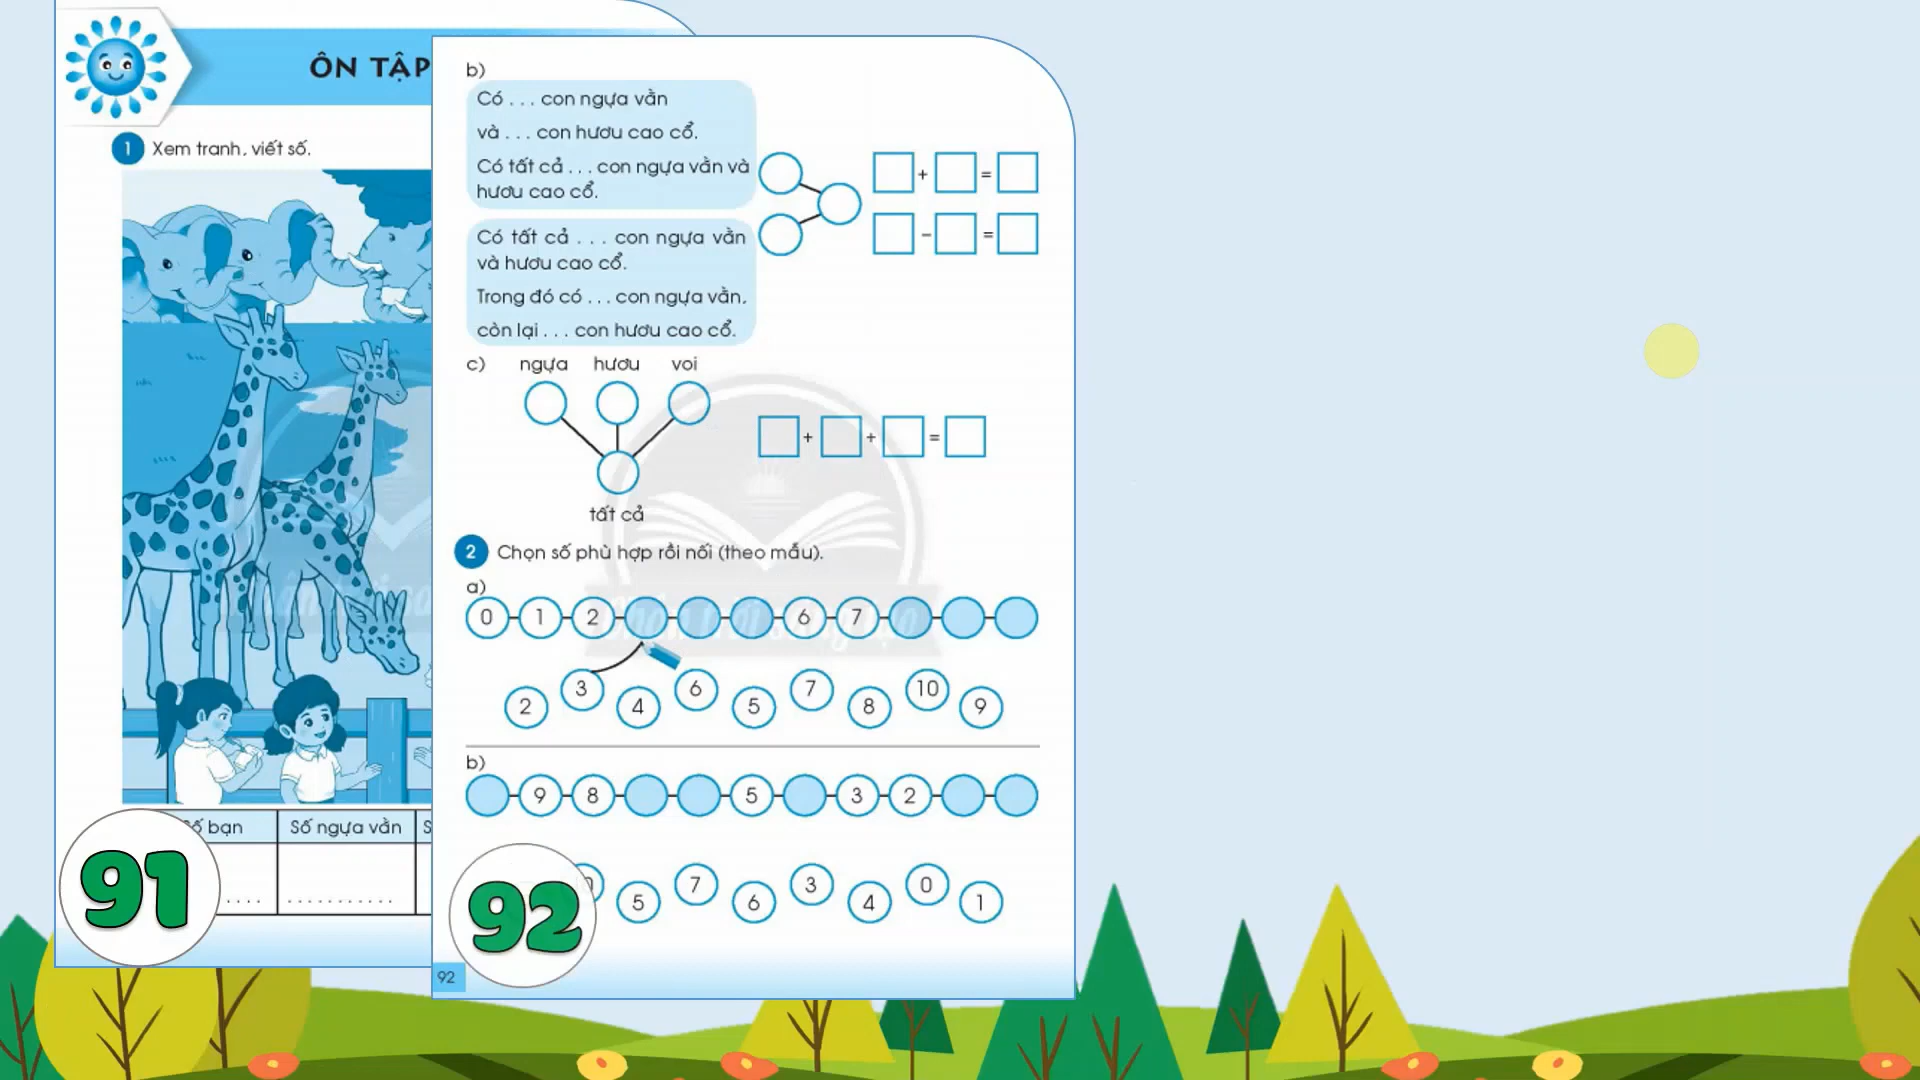 ÔN TẬP
1 Xem tranh, viết số.
Số bạn Số ngựa vằn S
. . . . . . . . . . . . . . .
91
b)
Có . . . con ngựa vằn
và . . . con hươu cao cổ.
Có tất cả . . . con ngựa vằn và
hươu cao cổ.
+ =
- =
Có tất cả . . . con ngựa vằn
và hươu cao cổ.
Trong đó có . . . con ngựa vằn,
còn lại . . . con hươu cao cổ.
c) ngựa hươu voi
+ + =
tất cả
2 Chọn số phù hợp rồi nối (theo mẫu).
a)
0 1 2 6 7
2 3 4 6 5 7 8 10 9
b)
9 8 5 3 2
5 7 6 3 4 0 1
92
92